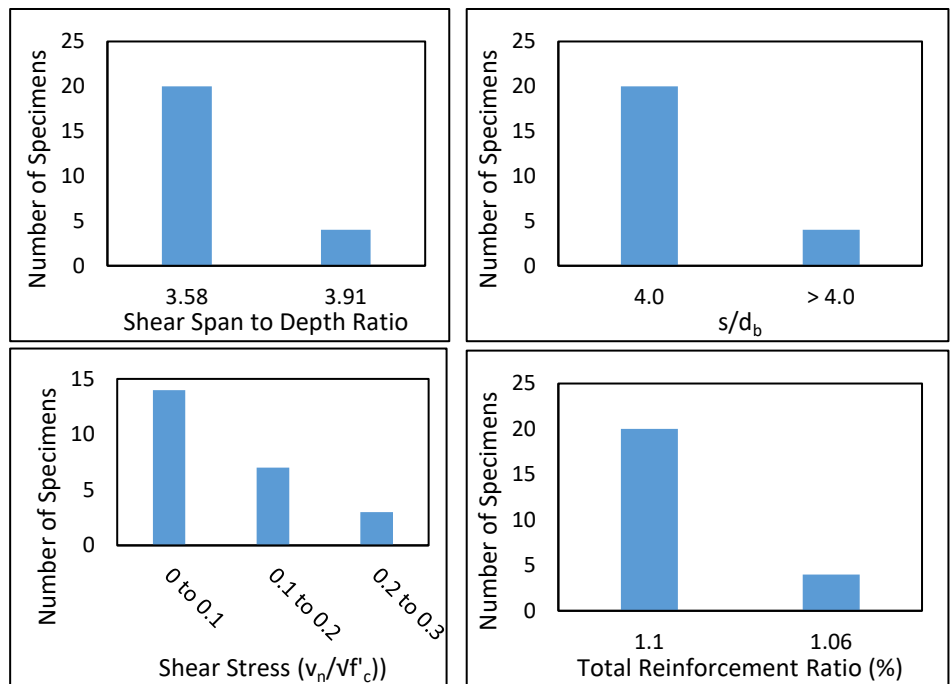 25
20
15
10
5
0
Number of Specimens
3.58 3.91
Shear Span to Depth Ratio
25
20
15
10
5
0
Number of Specimens
4.0 > 4.0
s/d_b
15
10
5
0
Number of Specimens
0 to 0.1
0.1 to 0.2
0.2 to 0.3
Shear Stress (v_n/√f'_c))
25
20
15
10
5
0
Number of Specimens
1.1 1.06
Total Reinforcement Ratio (%)